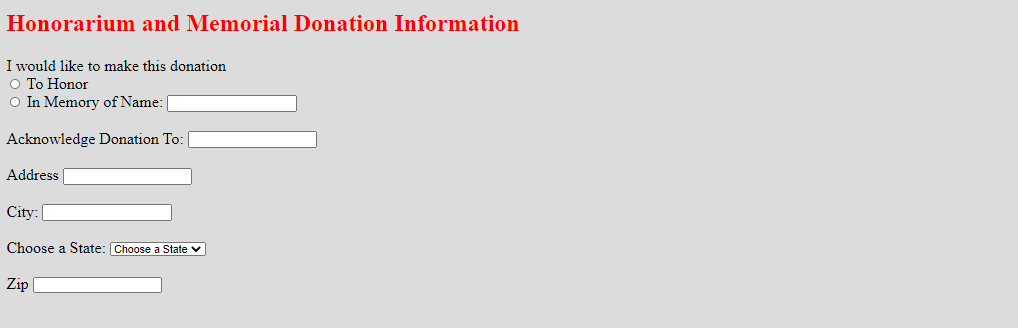 Honorarium and Memorial Donation Information
I would like to make this donation
To Honor
In Memory of Name:
Acknowledge Donation To:
Address
City:
Choose a State: Choose a State
Zip